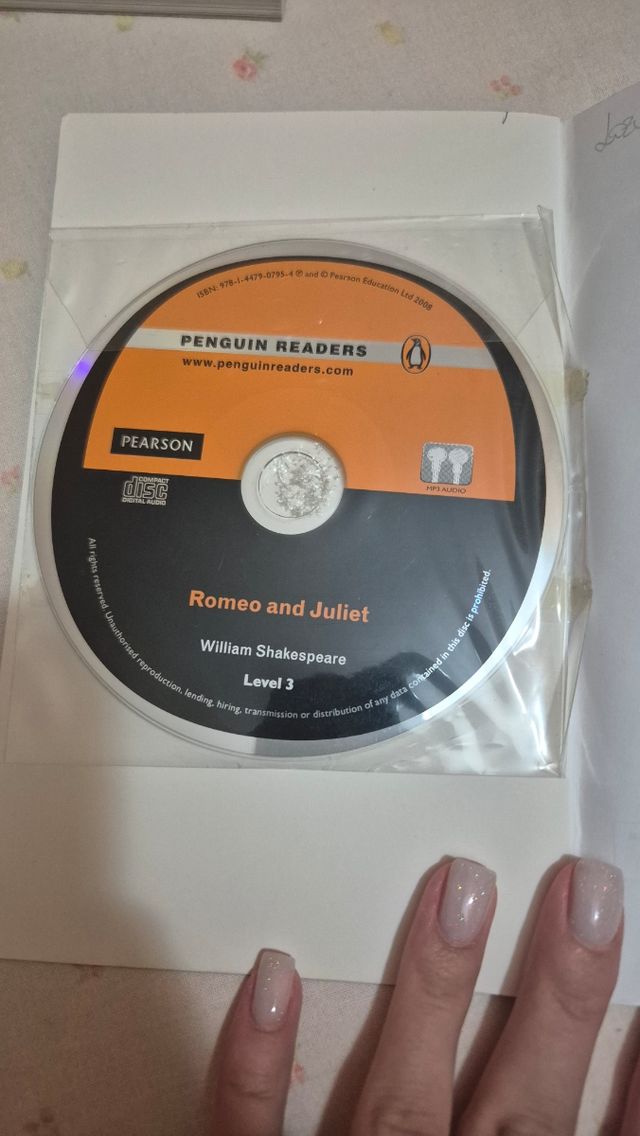 ISBN: 978-1-4479-0795-4 ℗ and © Pearson Education Ltd 2008
PENGUIN READERS
www.penguinreaders.com
PEARSON
COMPACT
disc
DIGITAL AUDIO
MP3 AUDIO
Romeo and Juliet
William Shakespeare
Level 3
All rights reserved. Unauthorised reproduction, lending, hiring, transmission or distribution of any data contained in this disc is prohibited.